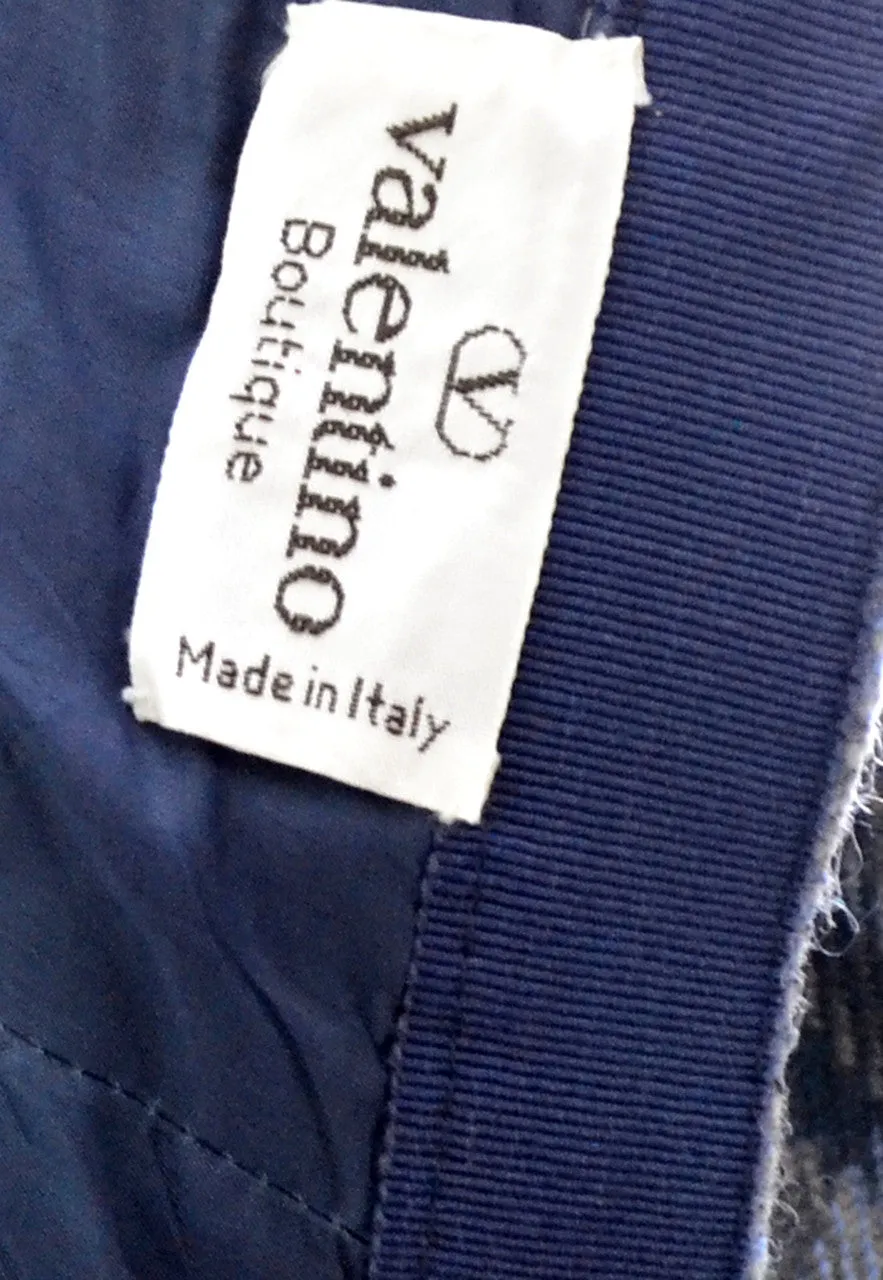 V
valentino
Boutique
Made in Italy